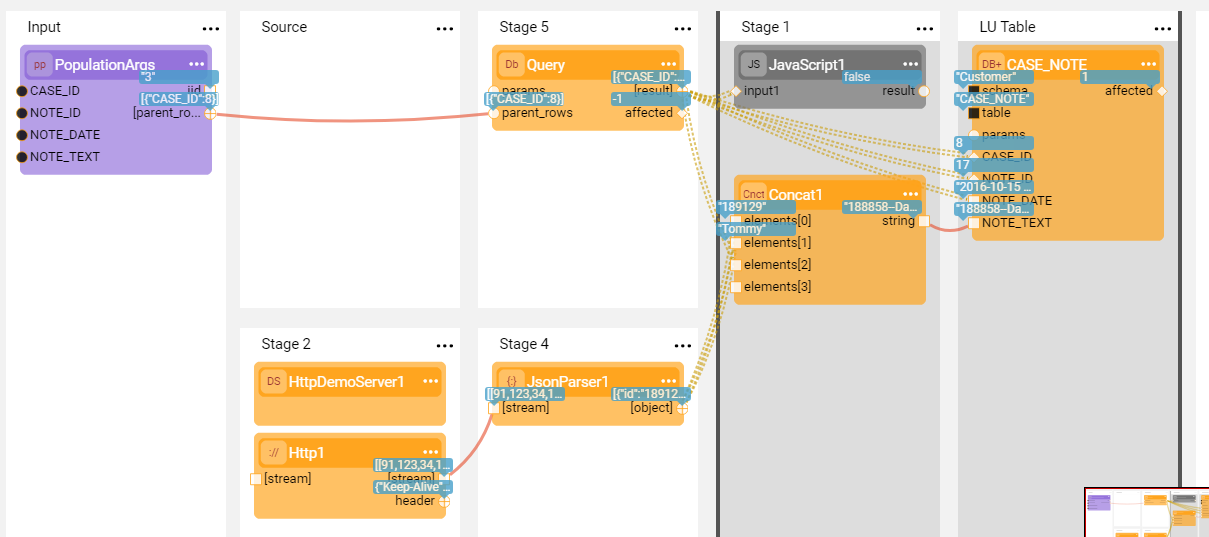 Input
...
pp PopulationArgs ...
"3"
CASE_ID iid
[{"CASE_ID":8}]
NOTE_ID [parent_ro...
NOTE_DATE
NOTE_TEXT
Source
...
Stage 5
...
Db Query ...
[{"CASE_ID":...
params [result]
[{"CASE_ID":8}] -1
parent_rows affected
Stage 1
...
JS JavaScript1 ...
false
input1 result
Cnct Concat1 ...
"189129" "188858--Da...
elements[0] string
"Tommy"
elements[1]
elements[2]
elements[3]
LU Table
...
DB+ CASE_NOTE ...
"Customer" 1
schema affected
"CASE_NOTE"
table
params
8
CASE_ID
17
NOTE_ID
"2016-10-15 ...
NOTE_DATE
"188858--Da...
NOTE_TEXT
Stage 2
...
DS HttpDemoServer1 ...
:// Http1 ...
[[91,123,34,1...
[stream] [stream]
{"Keep-Alive"...
header
Stage 4
...
{;} JsonParser1 ...
[[91,123,34,1... [{"id":"18912...
[stream] [object]